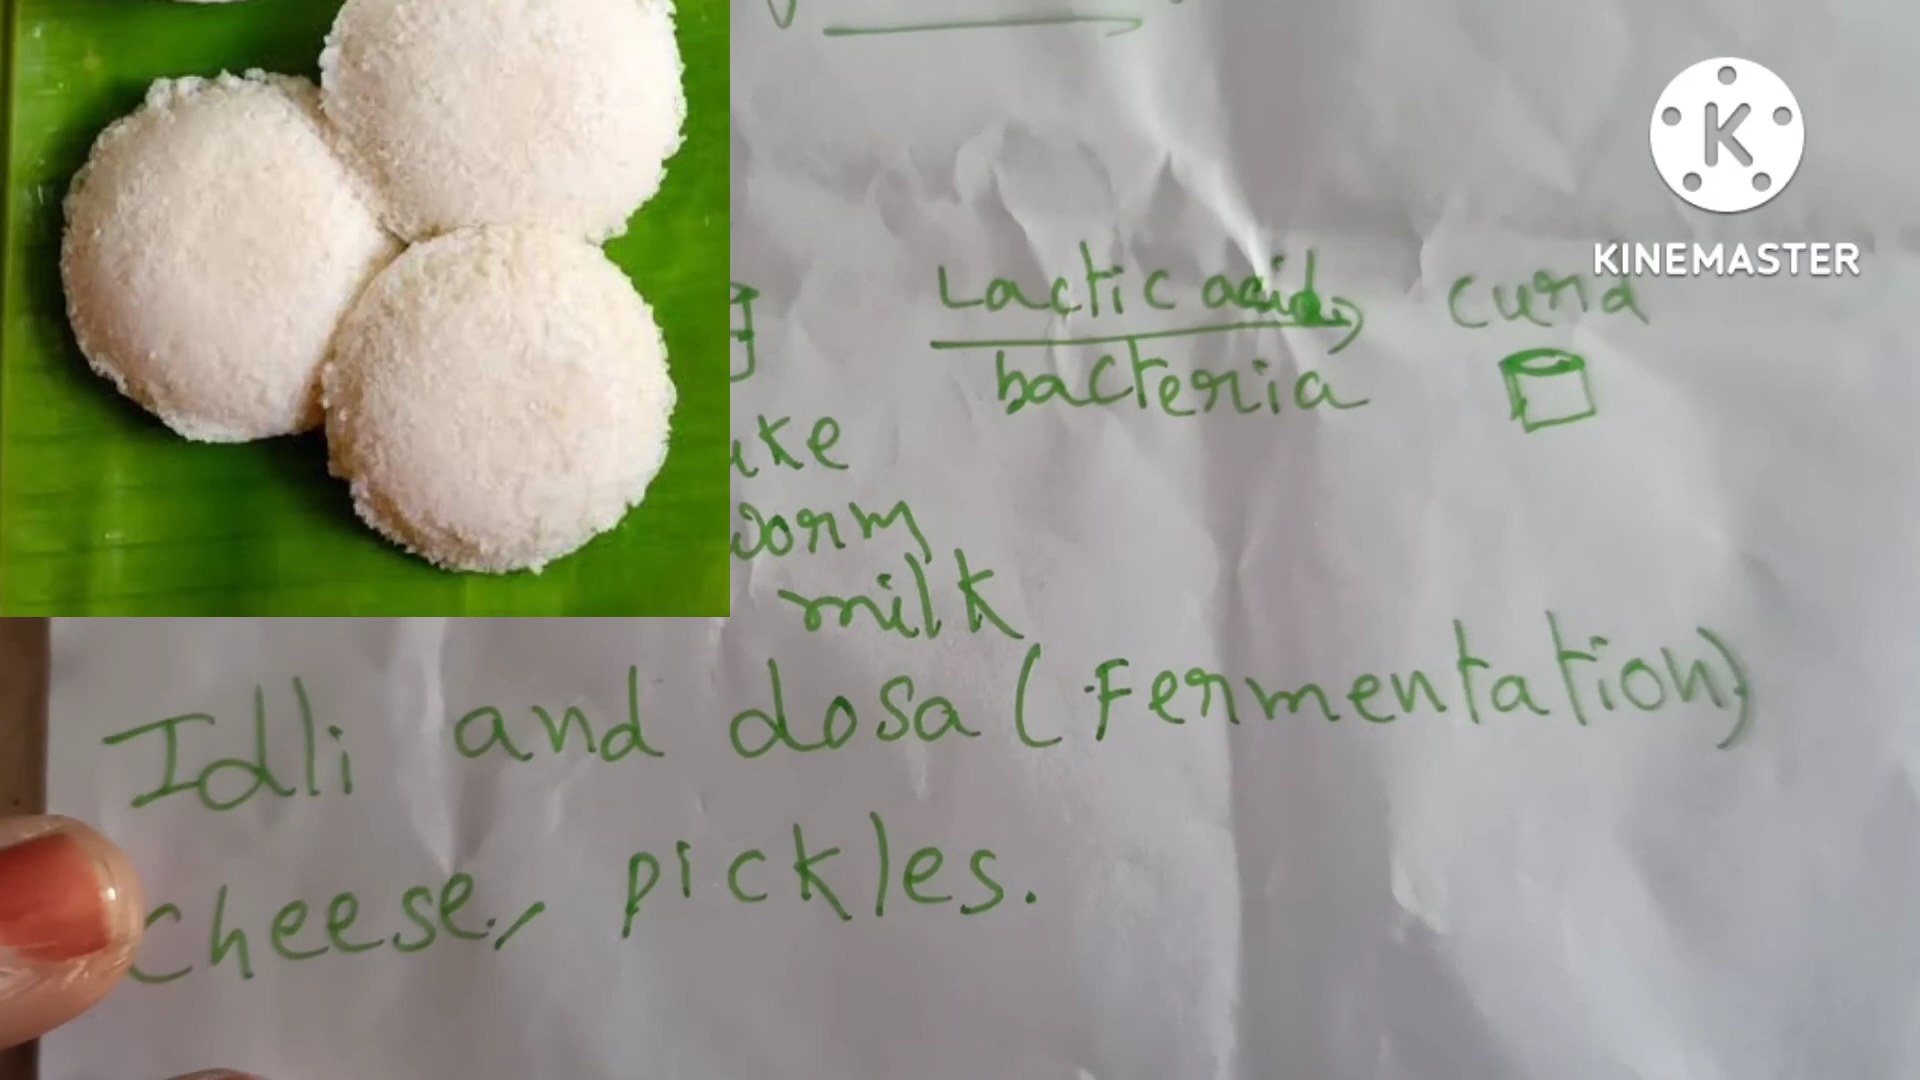 KINEMASTER
Lactic acid curd
bacteria
ke
worm
milk
Idli and dosa (Fermentation)
cheese, pickles.